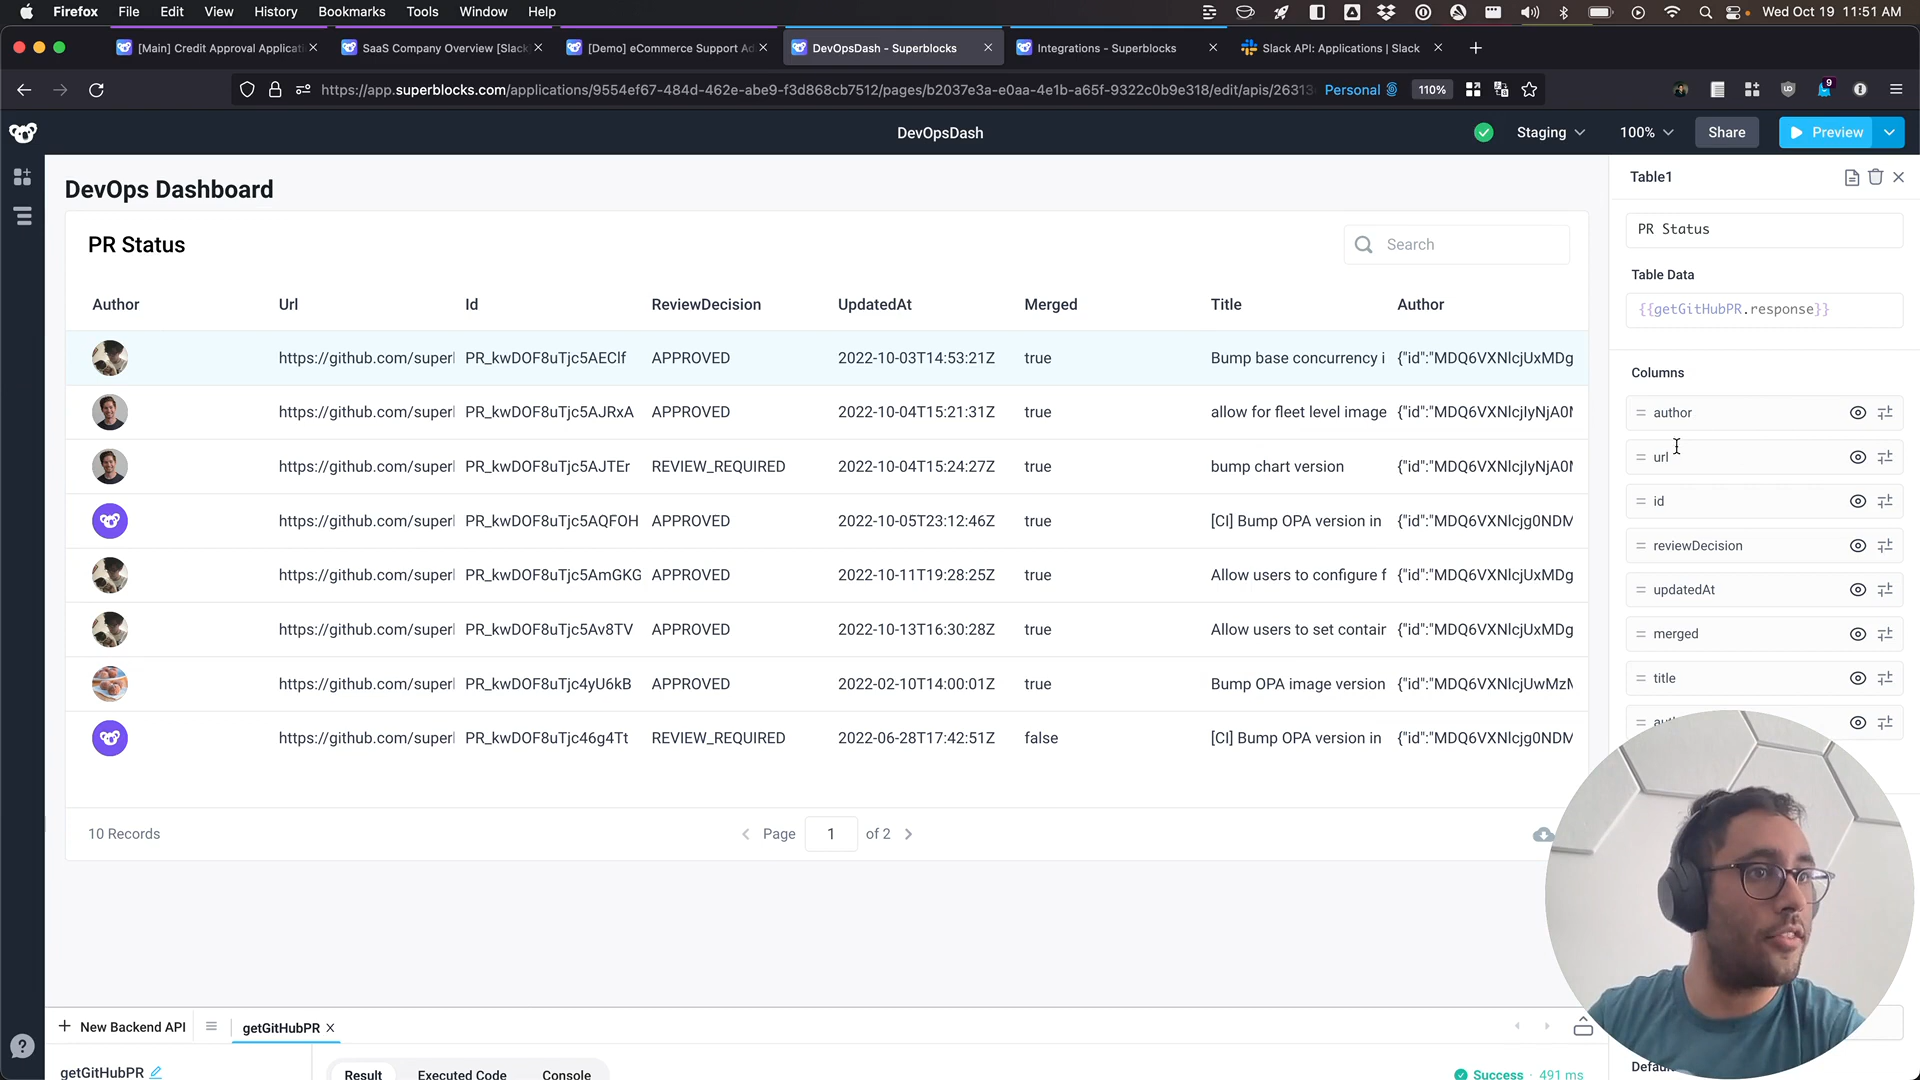 Firefox File Edit View History Bookmarks Tools Window Help Wed Oct 19 11:51 AM
[Main] Credit Approval Applicati SaaS Company Overview [Slack [Demo] eCommerce Support Ad DevOpsDash - Superblocks Integrations - Superblocks Slack API: Applications | Slack
https://app.superblocks.com/applications/9554ef67-484d-462e-abe9-f3d868cb7512/pages/b2037e3a-e0aa-4e1b-a65f-9322c0b9e318/edit/apis/26313 Personal 110% 9
DevOpsDash Staging 100% Share Preview
DevOps Dashboard
PR Status
Search
Author Url Id ReviewDecision UpdatedAt Merged Title Author
https://github.com/superl PR_kwDOF8uTjc5AEClf APPROVED 2022-10-03T14:53:21Z true Bump base concurrency i {"id":"MDQ6VXNlcjUxMDg
https://github.com/superl PR_kwDOF8uTjc5AJRxA APPROVED 2022-10-04T15:21:31Z true allow for fleet level image {"id":"MDQ6VXNlcjIyNjA0N
https://github.com/superl PR_kwDOF8uTjc5AJTEr REVIEW_REQUIRED 2022-10-04T15:24:27Z true bump chart version {"id":"MDQ6VXNlcjIyNjA0N
https://github.com/superl PR_kwDOF8uTjc5AQFOH APPROVED 2022-10-05T23:12:46Z true [CI] Bump OPA version in {"id":"MDQ6VXNlcjg0NDM
https://github.com/superl PR_kwDOF8uTjc5AmGKG APPROVED 2022-10-11T19:28:25Z true Allow users to configure f {"id":"MDQ6VXNlcjUxMDg
https://github.com/superl PR_kwDOF8uTjc5Av8TV APPROVED 2022-10-13T16:30:28Z true Allow users to set contair {"id":"MDQ6VXNlcjUxMDg
https://github.com/superl PR_kwDOF8uTjc4yU6kB APPROVED 2022-02-10T14:00:01Z true Bump OPA image version {"id":"MDQ6VXNlcjUwMzM
https://github.com/superl PR_kwDOF8uTjc46g4Tt REVIEW_REQUIRED 2022-06-28T17:42:51Z false [CI] Bump OPA version in {"id":"MDQ6VXNlcjg0NDM
10 Records Page 1 of 2
Table1
PR Status
Table Data
{{getGitHubPR.response}}
Columns
author
url
id
reviewDecision
updatedAt
merged
title
New Backend API getGitHubPR
getGitHubPR Result Executed Code Console Success · 491 ms